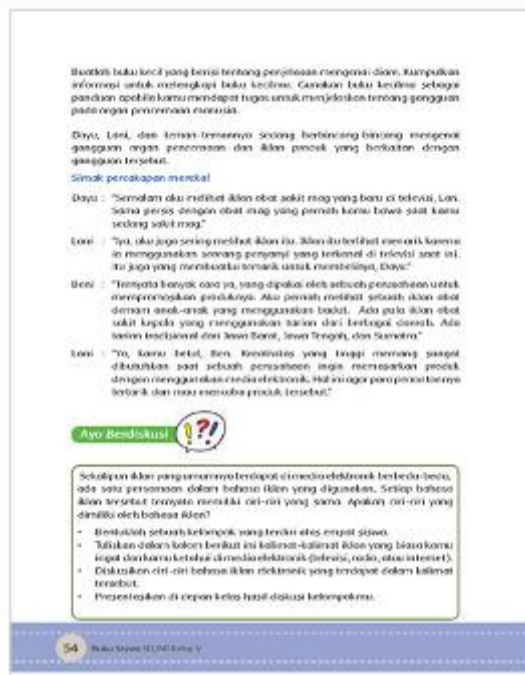 Buatlah buku kecil yang berisi tentang penjelasan mengenai diare. Kumpulkan
informasi untuk melengkapi buku kecilmu. Gunakan buku kecilmu sebagai
panduan apabila kamu mendapat tugas untuk menjelaskan tentang gangguan
pada organ pencernaan manusia.
Dayu, Lani, dan teman-temannya sedang berbincang-bincang mengenai
gangguan organ pencernaan dan iklan produk yang berkaitan dengan
gangguan tersebut.
Simak percakapan mereka!
Dayu : "Semalam aku melihat iklan obat sakit mag yang baru di televisi, Lan.
Sama persis dengan obat mag yang pernah kamu bawa saat kamu
sedang sakit mag."
Lani : "Iya, aku juga sering melihat iklan itu. Iklan itu terlihat menarik karena
ia menggunakan seorang penyanyi yang terkenal di televisi saat ini.
Itu juga yang membuatku tertarik untuk membelinya, Dayu."
Beni : "Ternyata banyak cara ya, yang dipakai oleh sebuah perusahaan untuk
mempromosikan produknya. Aku pernah melihat sebuah iklan obat
demam anak-anak yang menggunakan badut. Ada pula iklan obat
sakit kepala yang menggunakan tarian dari berbagai daerah. Ada
tarian tradisional dari Jawa Barat, Jawa Tengah, dan Sumatra."
Lani : "Ya, kamu betul, Ben. Kreativitas yang tinggi memang sangat
dibutuhkan saat sebuah perusahaan ingin memasarkan produk
dengan menggunakan media elektronik. Hal ini agar para penontonnya
tertarik dan mau mencoba produk tersebut."
Ayo Berdiskusi
Sekalipun iklan yang umumnya terdapat di media elektronik berbeda-beda,
ada satu persamaan dalam bahasa iklan yang digunakan. Setiap bahasa
iklan tersebut ternyata memiliki ciri-ciri yang sama. Apakah ciri-ciri yang
dimiliki oleh bahasa iklan?
• Bentuklah sebuah kelompok yang terdiri atas empat siswa.
• Tuliskan dalam kolom berikut ini kalimat-kalimat iklan yang biasa kamu
ingat dan kamu ketahui di media elektronik (televisi, radio, atau internet).
• Diskusikan ciri-ciri bahasa iklan elektronik yang terdapat dalam kalimat
tersebut.
• Presentasikan di depan kelas hasil diskusi kelompokmu.
54 Buku Siswa SD/MI Kelas V